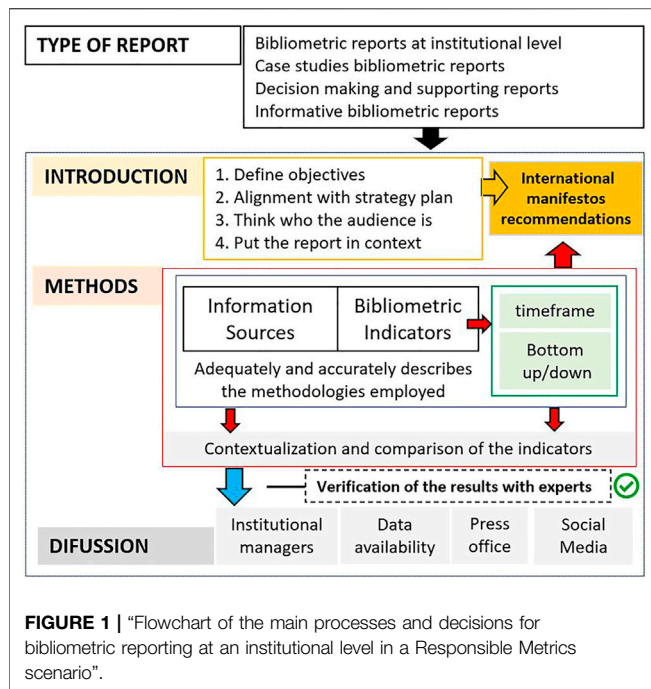 TYPE OF REPORT
Bibliometric reports at institutional level
Case studies bibliometric reports
Decision making and supporting reports
Informative bibliometric reports
INTRODUCTION
1. Define objectives
2. Alignment with strategy plan
3. Think who the audience is
4. Put the report in context
International
manifestos
recommendations
METHODS
Information
Sources
Bibliometric
Indicators
timeframe
Bottom
up/down
Adequately and accurately describes
the methodologies employed
Contextualization and comparison of the indicators
Verification of the results with experts
DIFUSSION
Institutional
managers
Data
availability
Press
office
Social
Media
FIGURE 1 | “Flowchart of the main processes and decisions for
bibliometric reporting at an institutional level in a Responsible Metrics
scenario”.